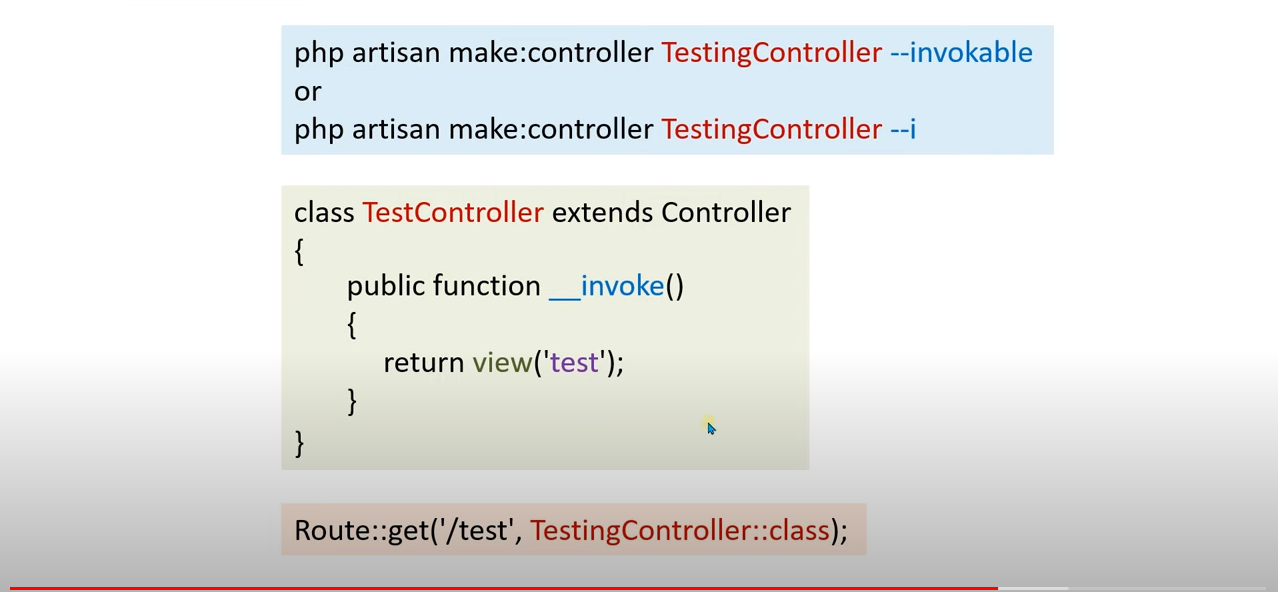 php artisan make:controller TestingController --invokable
or
php artisan make:controller TestingController --i
class TestController extends Controller
{
public function __invoke()
{
return view('test');
}
}
Route::get('/test', TestingController::class);